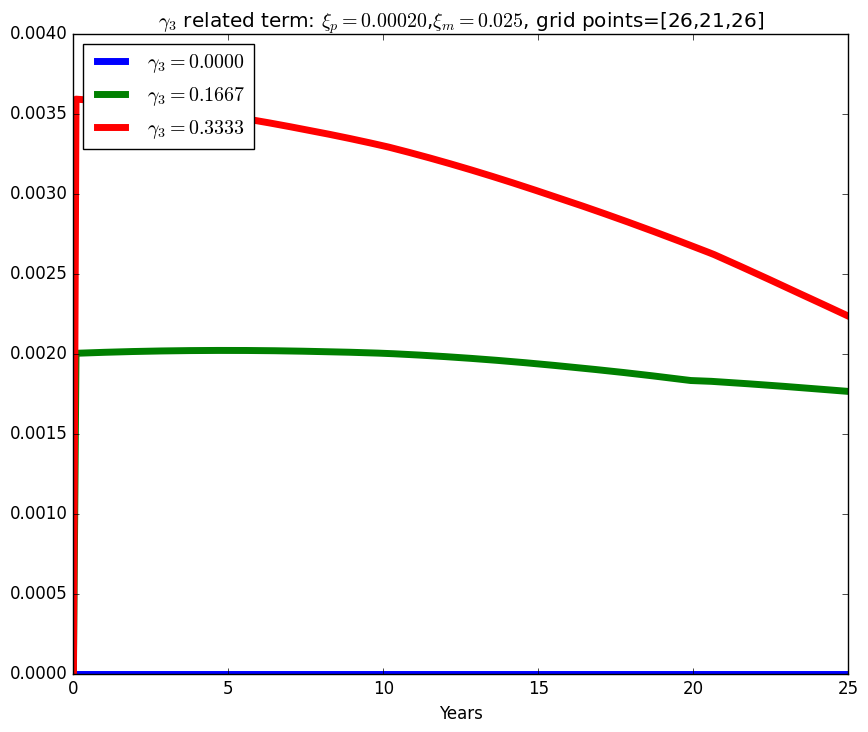 γ₃ related term: ξₚ = 0.00020,ξₘ = 0.025, grid points=[26,21,26]
γ₃ = 0.0000
γ₃ = 0.1667
γ₃ = 0.3333
0.0040
0.0035
0.0030
0.0025
0.0020
0.0015
0.0010
0.0005
0.0000
0 5 10 15 20 25
Years